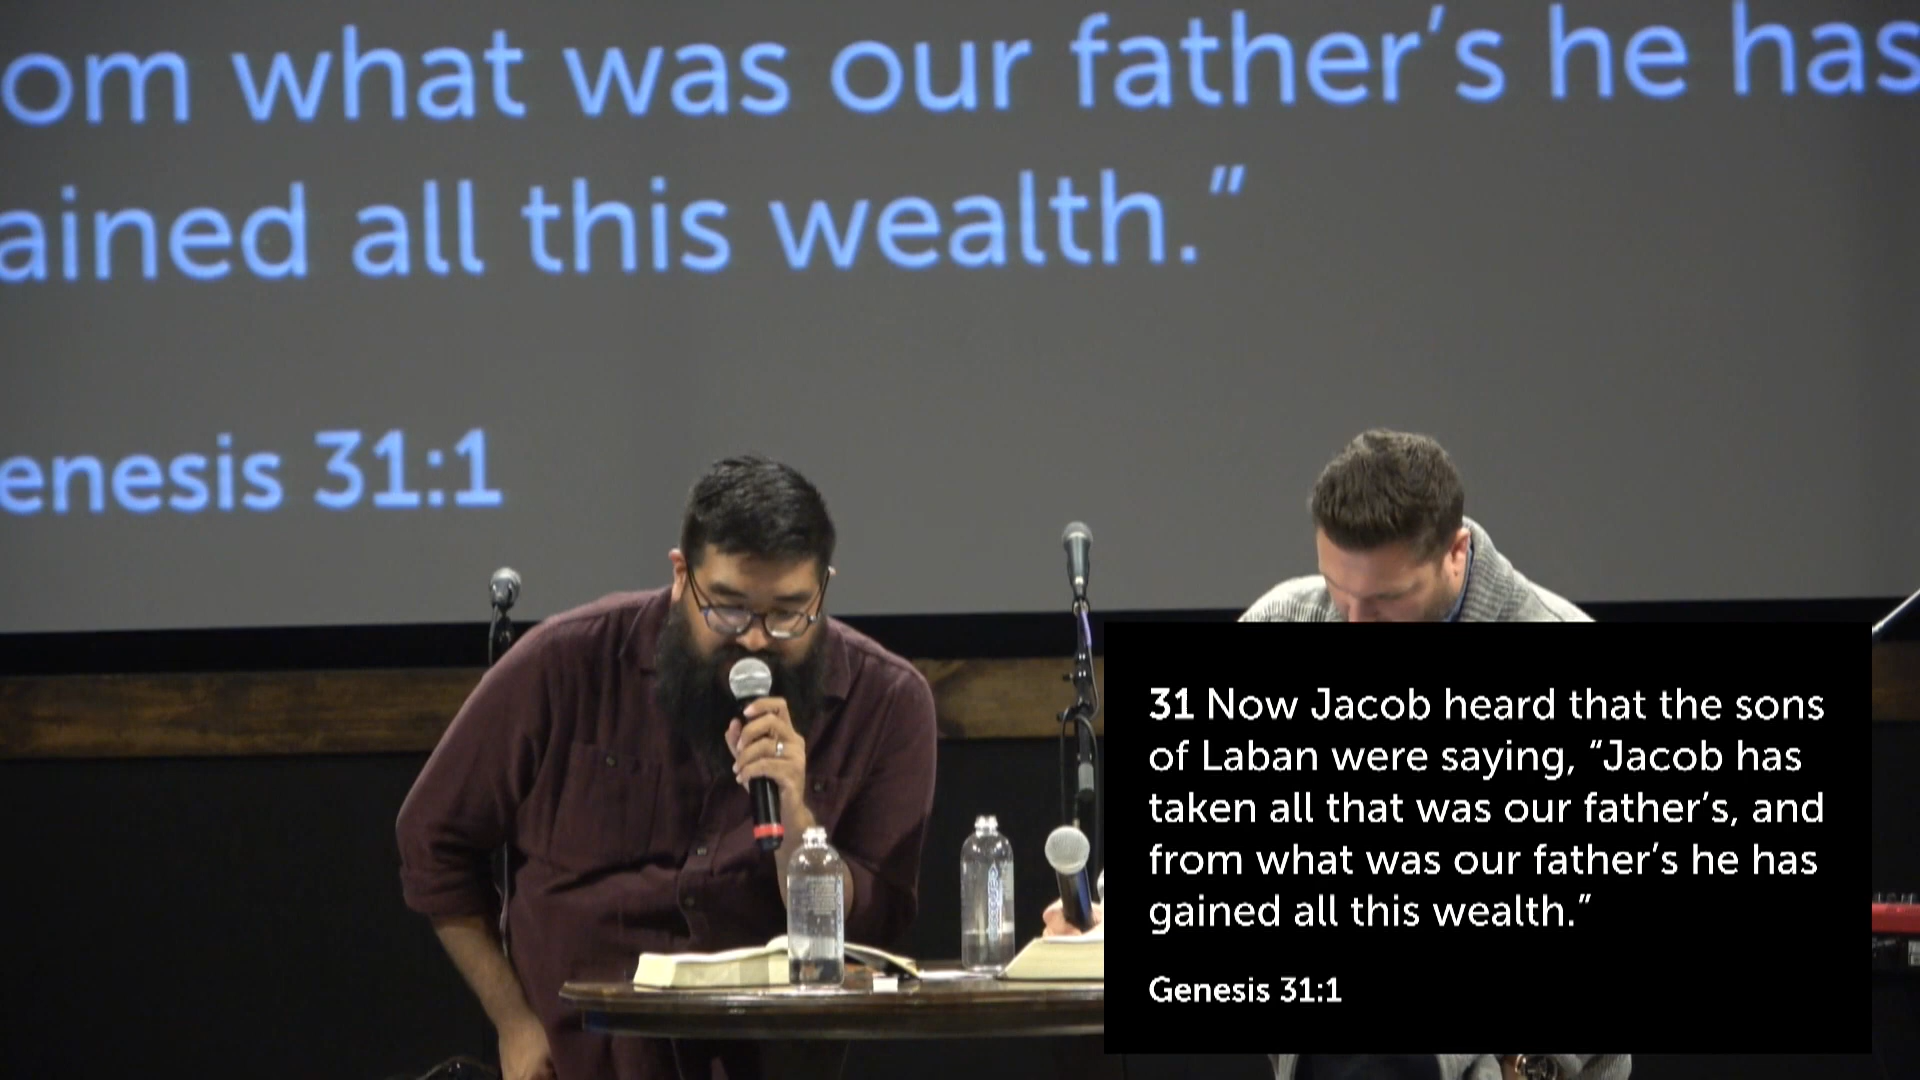 om what was our father's he has
ained all this wealth.”
enesis 31:1
31 Now Jacob heard that the sons
of Laban were saying, “Jacob has
taken all that was our father’s, and
from what was our father’s he has
gained all this wealth.”
Genesis 31:1